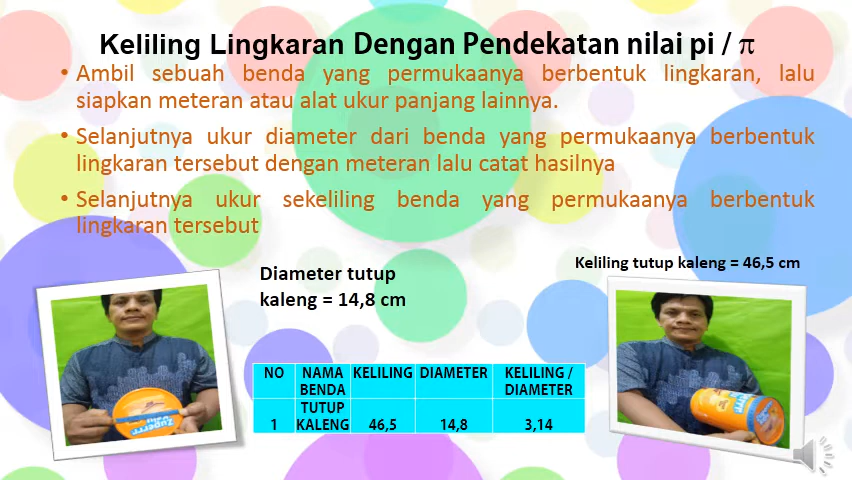 Keliling Lingkaran Dengan Pendekatan nilai pi / π
• Ambil sebuah benda yang permukaanya berbentuk lingkaran, lalu
siapkan meteran atau alat ukur panjang lainnya.
• Selanjutnya ukur diameter dari benda yang permukaanya berbentuk
lingkaran tersebut dengan meteran lalu catat hasilnya
• Selanjutnya ukur sekeliling benda yang permukaanya berbentuk
lingkaran tersebut
Diameter tutup
kaleng = 14,8 cm
Keliling tutup kaleng = 46,5 cm
NO NAMA BENDA KELILING DIAMETER KELILING / DIAMETER
1 TUTUP KALENG 46,5 14,8 3,14